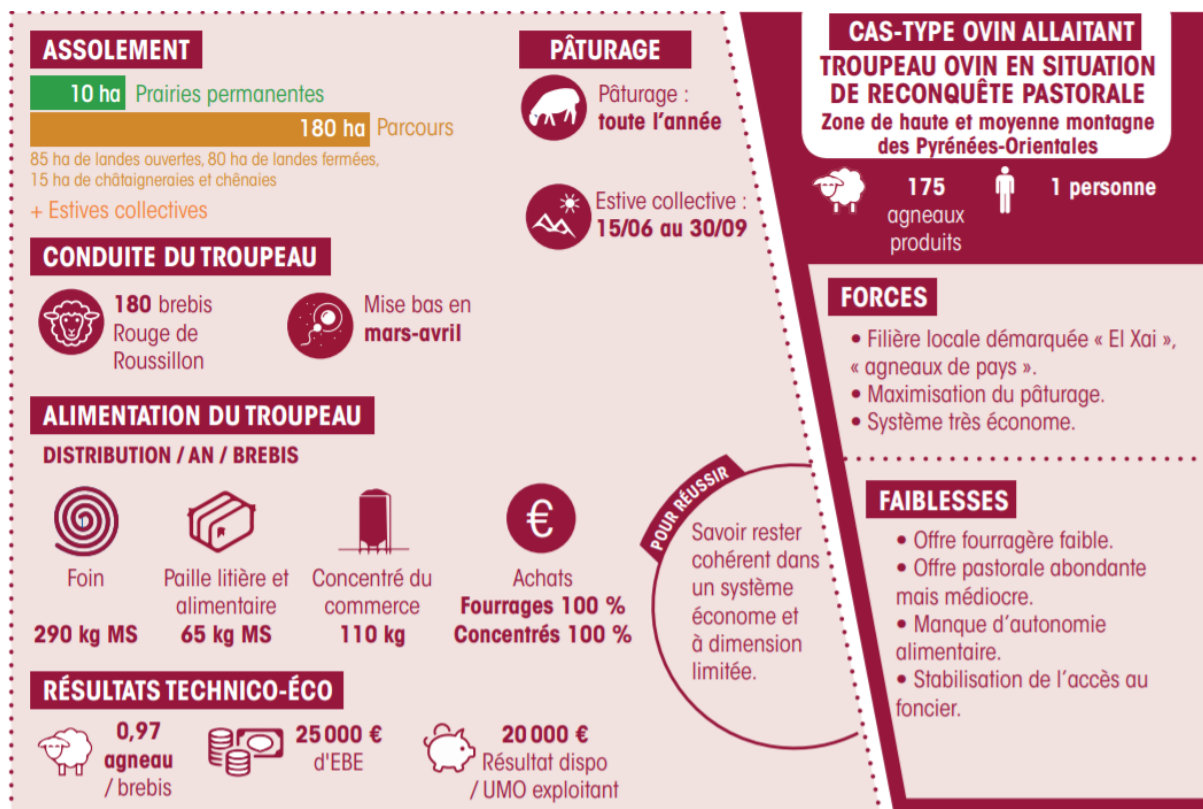 ASSOLEMENT
10 ha Prairies permanentes
180 ha Parcours
85 ha de landes ouvertes, 80 ha de landes fermées,
15 ha de châtaigneraies et chênaies
+ Estives collectives
PÂTURAGE
Pâturage :
toute l'année
Estive collective :
15/06 au 30/09
CONDUITE DU TROUPEAU
180 brebis
Rouge de
Roussillon
Mise bas en
mars-avril
ALIMENTATION DU TROUPEAU
DISTRIBUTION / AN / BREBIS
Foin
290 kg MS
Paille litière et
alimentaire
65 kg MS
Concentré du
commerce
110 kg
€
Achats
Fourrages 100 %
Concentrés 100 %
RÉSULTATS TECHNICO-ÉCO
0,97
agneau
/ brebis
25 000 €
d'EBE
20 000 €
Résultat dispo
/ UMO exploitant
POUR RÉUSSIR
Savoir rester
cohérent dans
un système
économe et
à dimension
limitée.
CAS-TYPE OVIN ALLAITANT
TROUPEAU OVIN EN SITUATION
DE RECONQUÊTE PASTORALE
Zone de haute et moyenne montagne
des Pyrénées-Orientales
175
agneaux
produits
1 personne
FORCES
• Filière locale démarquée « El Xai »,
« agneaux de pays ».
• Maximisation du pâturage.
• Système très économe.
FAIBLESSES
• Offre fourragère faible.
• Offre pastorale abondante
mais médiocre.
• Manque d'autonomie
alimentaire.
• Stabilisation de l'accès au
foncier.